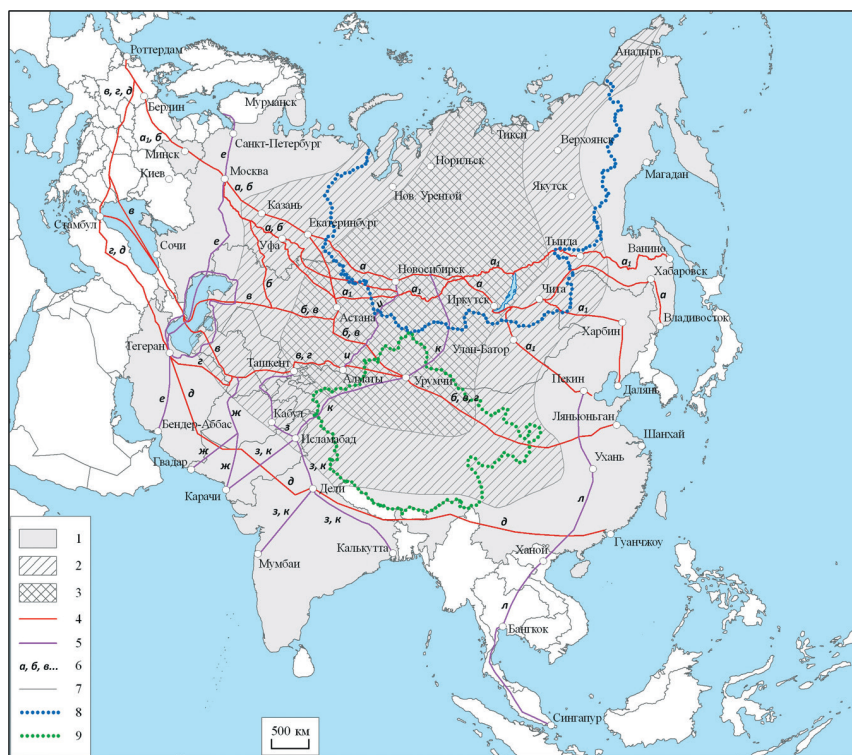 Роттердам
Анадырь
в, г, д
Берлин
Мурманск
Тикси
Верхоянск
а₁, б
Санкт-Петербург
е
Минск
Норильск
Киев
Москва
Якутск
Магадан
а, б
Нов. Уренгой
Казань
в
Екатеринбург
Стамбул
а, б
Уфа
Тында
Ванино
е
Сочи
г, д
а
Новосибирск
а₁
а₁
Хабаровск
б
а₁
а
Иркутск
Чита
в
б, в
Астана
и
а₁
а
Харбин
Владивосток
Тегеран
б, в
к
Улан-Батор
а₁
в
Ташкент
в, г
и
г
Алматы
Урумчи
Пекин
Далянь
е
д
ж
Кабул
к
б, в, г
Ляньюньган
Бендер-Аббас
з
Исламабад
Шанхай
Гвадар
ж
з, к
ж
з, к
Ухань
Карачи
д
Дели
л
з, к
з, к
д
Гуанчжоу
Мумбаи
Калькутта
Ханой
л
Бангкок
Сингапур
1
2
3
4
5
а, б, в... 6
7
8
9
500 км